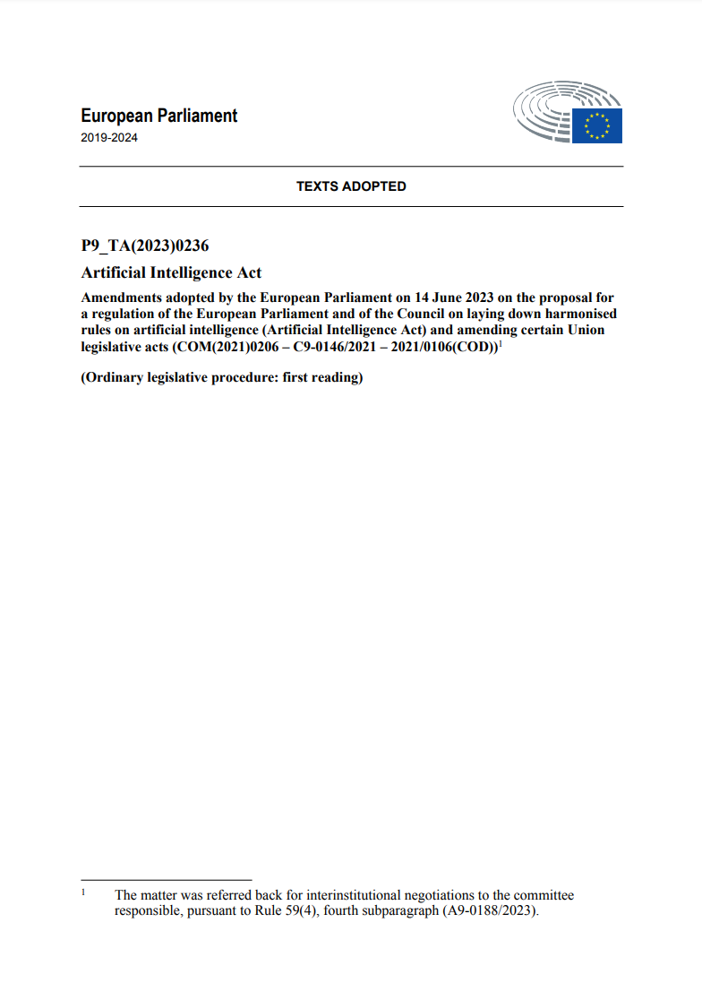 European Parliament
2019-2024
TEXTS ADOPTED
P9_TA(2023)0236
Artificial Intelligence Act
Amendments adopted by the European Parliament on 14 June 2023 on the proposal for
a regulation of the European Parliament and of the Council on laying down harmonised
rules on artificial intelligence (Artificial Intelligence Act) and amending certain Union
legislative acts (COM(2021)0206 – C9-0146/2021 – 2021/0106(COD))1
(Ordinary legislative procedure: first reading)
1 The matter was referred back for interinstitutional negotiations to the committee
responsible, pursuant to Rule 59(4), fourth subparagraph (A9-0188/2023).